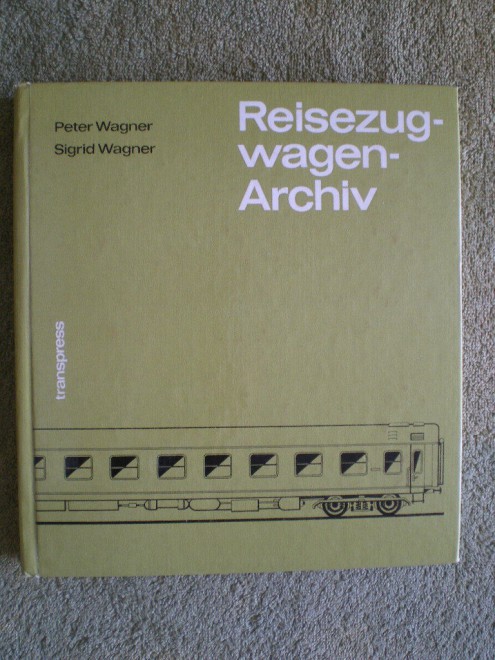 Peter Wagner
Sigrid Wagner
Reisezug-
wagen-
Archiv
transpress